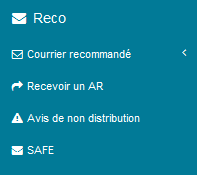 Reco
Courrier recommandé
Recevoir un AR
Avis de non distribution
SAFE